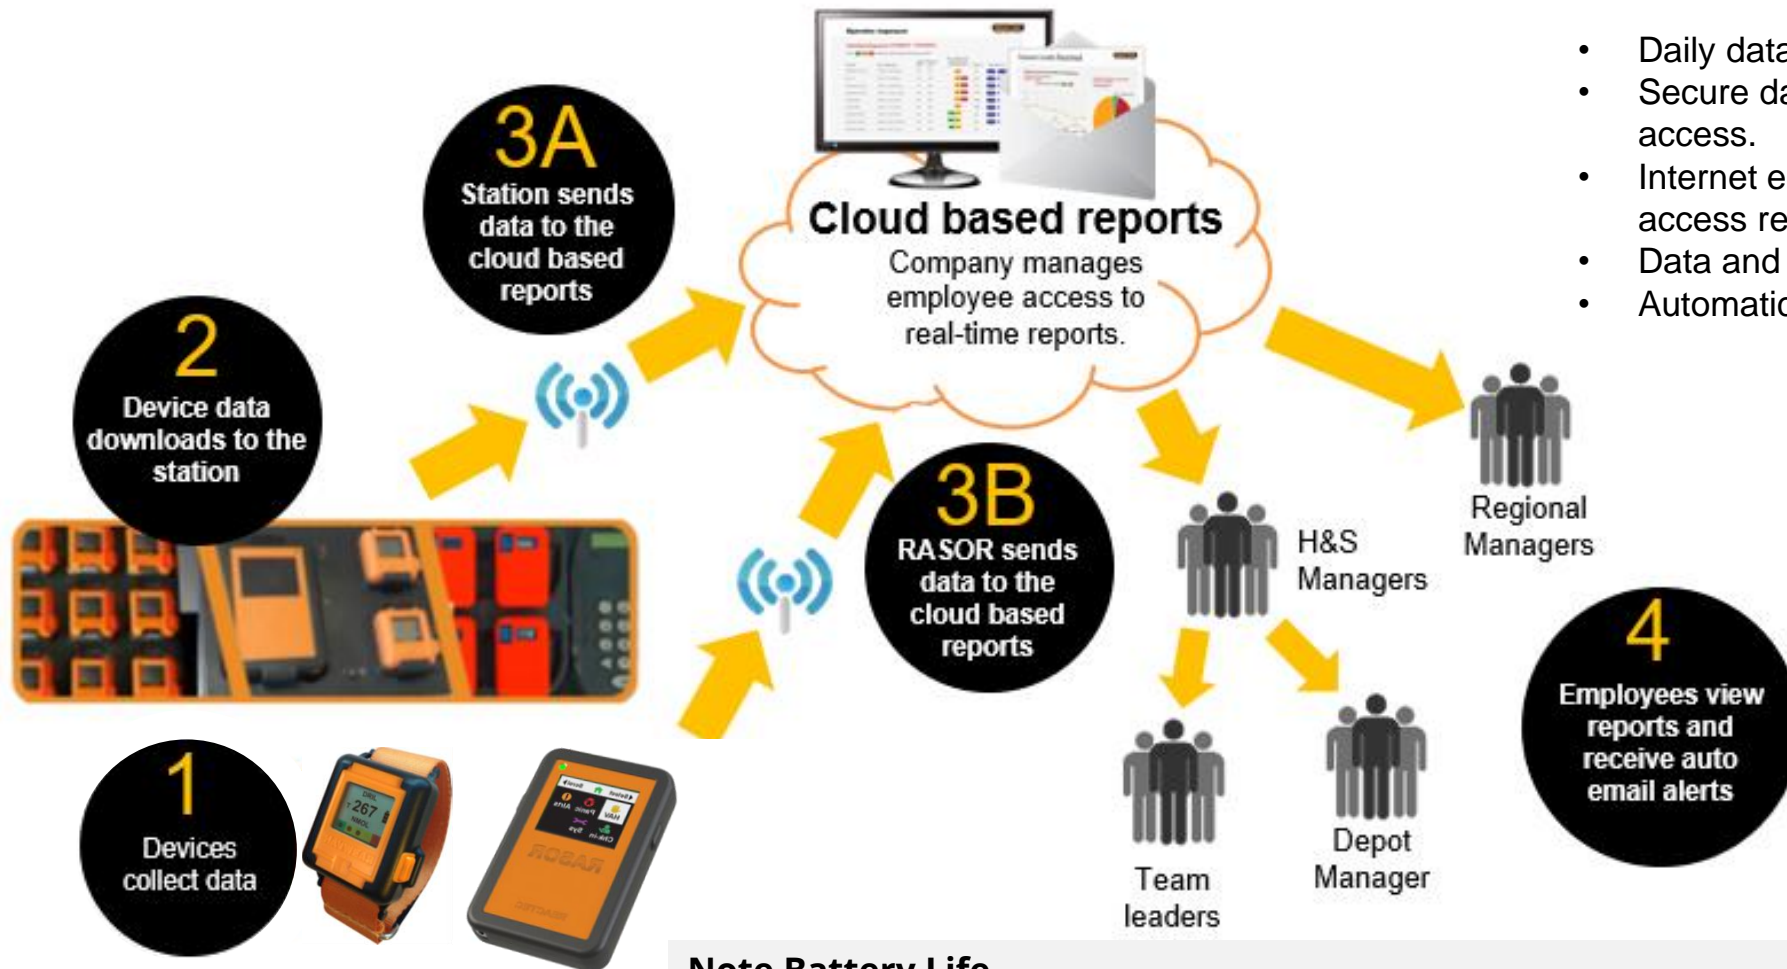 3A
Station sends
data to the
cloud based
reports
Cloud based reports
Company manages
employee access to
real-time reports.
Daily data
Secure da
access.
Internet e
access re
Data and
Automatic
2
Device data
downloads to the
station
3B
RASOR sends
data to the
cloud based
reports
H&S
Managers
Regional
Managers
4
Employees view
reports and
receive auto
email alerts
1
Devices
collect data
DRIL
267
RASOR
REACTEC
Team
leaders
Depot
Manager
Note Battery Life